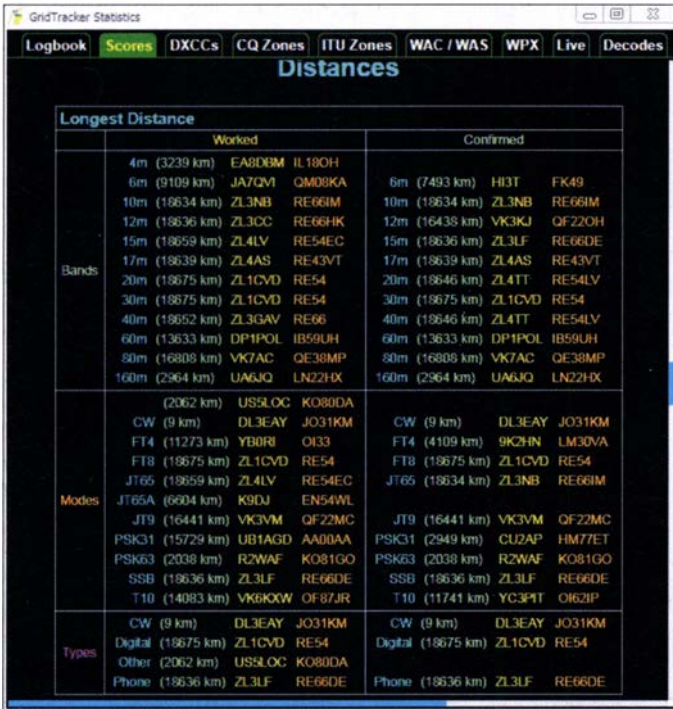 GridTracker Statistics
Logbook Scores DXCCs CQ Zones ITU Zones WAC / WAS WPX Live Decodes
Distances
Longest Distance
Worked Confirmed
4m (3239 km) EA8DBM IL18OH
6m (9109 km) JA7QVI QM08KA 6m (7493 km) HI3T FK49
10m (18634 km) ZL3NB RE66IM 10m (18634 km) ZL3NB RE66IM
12m (18636 km) ZL3CC RE66HK 12m (16438 km) VK3KJ QF22OH
15m (18659 km) ZL4LV RE54EC 15m (18636 km) ZL3LF RE66DE
17m (18639 km) ZL4AS RE43VT 17m (18639 km) ZL4AS RE43VT
Bands
20m (18675 km) ZL1CVD RE54 20m (18646 km) ZL4TT RE54LV
30m (18675 km) ZL1CVD RE54 30m (18675 km) ZL1CVD RE54
40m (18652 km) ZL3GAV RE66 40m (18646 km) ZL4TT RE54LV
60m (13633 km) DP1POL IB59UH 60m (13633 km) DP1POL IB59UH
80m (16808 km) VK7AC QE38MP 80m (16808 km) VK7AC QE38MP
160m (2964 km) UA6JQ LN22HX 160m (2964 km) UA6JQ LN22HX
(2062 km) US5LOC KO80DA
CW (9 km) DL3EAY JO31KM CW (9 km) DL3EAY JO31KM
FT4 (11273 km) YB0RI OI33 FT4 (4109 km) 9K2HN LM30VA
FT8 (18675 km) ZL1CVD RE54 FT8 (18675 km) ZL1CVD RE54
JT65 (18659 km) ZL4LV RE54EC JT65 (18634 km) ZL3NB RE66IM
Modes JT65A (6604 km) K9DJ EN54WL
JT9 (16441 km) VK3VM QF22MC JT9 (16441 km) VK3VM QF22MC
PSK31 (15729 km) UB1AGD AA00AA PSK31 (2949 km) CU2AP HM77ET
PSK63 (2038 km) R2WAF KO81GO PSK63 (2038 km) R2WAF KO81GO
SSB (18636 km) ZL3LF RE66DE SSB (18636 km) ZL3LF RE66DE
T10 (14083 km) VK6KXW OF87JR T10 (11741 km) YC3PIT OI62IP
CW (9 km) DL3EAY JO31KM CW (9 km) DL3EAY JO31KM
Digital (18675 km) ZL1CVD RE54 Digital (18675 km) ZL1CVD RE54
Types
Other (2062 km) US5LOC KO80DA
Phone (18636 km) ZL3LF RE66DE Phone (18636 km) ZL3LF RE66DE